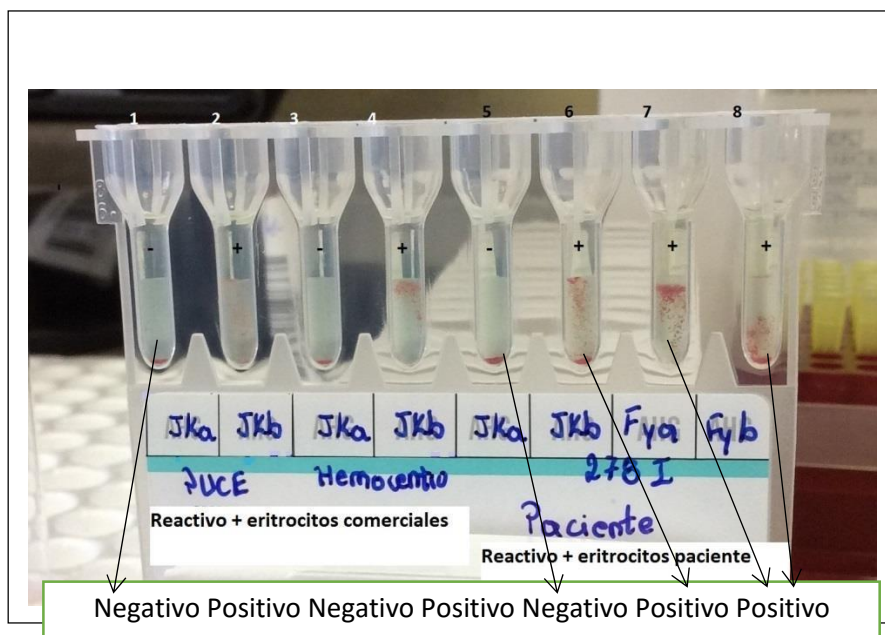 1 2 3 4 5 6 7 8
- + - + - + + +
JKa JKb JKa JKb JKa JKb Fya Fyb
PUCE Hemocentro 278 I
Reactivo + eritrocitos comerciales
Paciente
Reactivo + eritrocitos paciente
Negativo Positivo Negativo Positivo Negativo Positivo Positivo